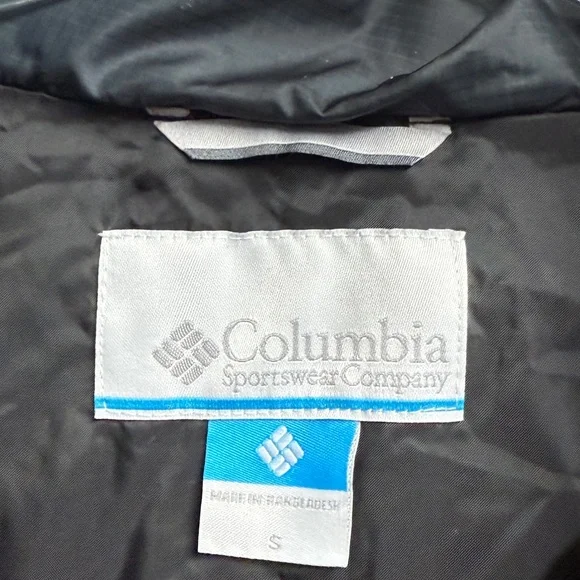 Columbia
Sportswear Company
MADE IN BANGLADESH
S